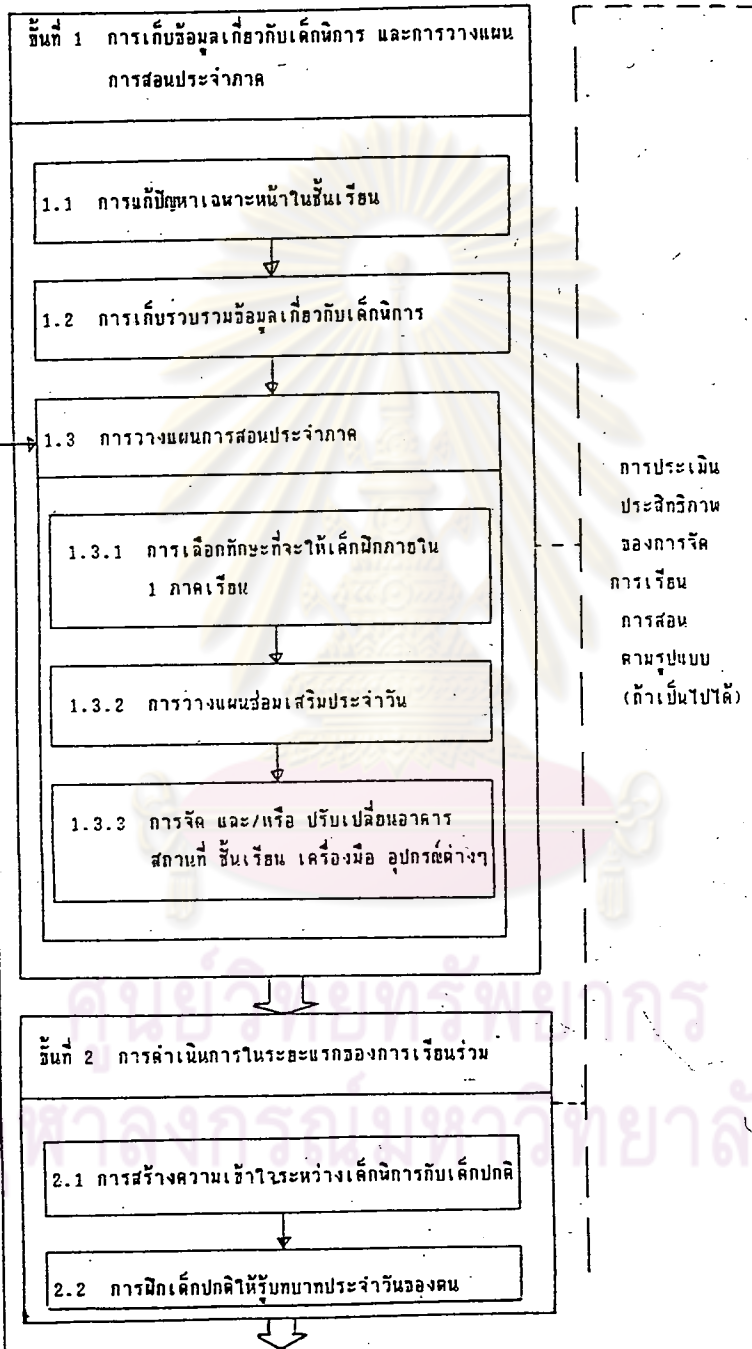 ขั้นที่ 1 การเก็บข้อมูลเกี่ยวกับเด็กพิการ และการวางแผน
การสอนประจำภาค
1.1 การแก้ปัญหาเฉพาะหน้าในชั้นเรียน
1.2 การเก็บรวบรวมข้อมูลเกี่ยวกับเด็กพิการ
1.3 การวางแผนการสอนประจำภาค
1.3.1 การเลือกทักษะที่จะให้เด็กฝึกภายใน
1 ภาคเรียน
1.3.2 การวางแผนซ่อมเสริมประจำวัน
1.3.3 การจัด และ/หรือ ปรับเปลี่ยนอาคาร
สถานที่ ชั้นเรียน เครื่องมือ อุปกรณ์ต่างๆ
การประเมิน
ประสิทธิภาพ
ของการจัด
การเรียน
การสอน
ตามรูปแบบ
(ถ้าเป็นไปได้)
ศูนย์วิทยทรัพยากร
ขั้นที่ 2 การดำเนินการในระยะแรกของการเรียนร่วม
จุฬาลงกรณ์มหาวิทยาลัย
2.1 การสร้างความเข้าใจระหว่างเด็กพิการกับเด็กปกติ
2.2 การฝึกเด็กปกติให้รู้บทบาทประจำวันของตน